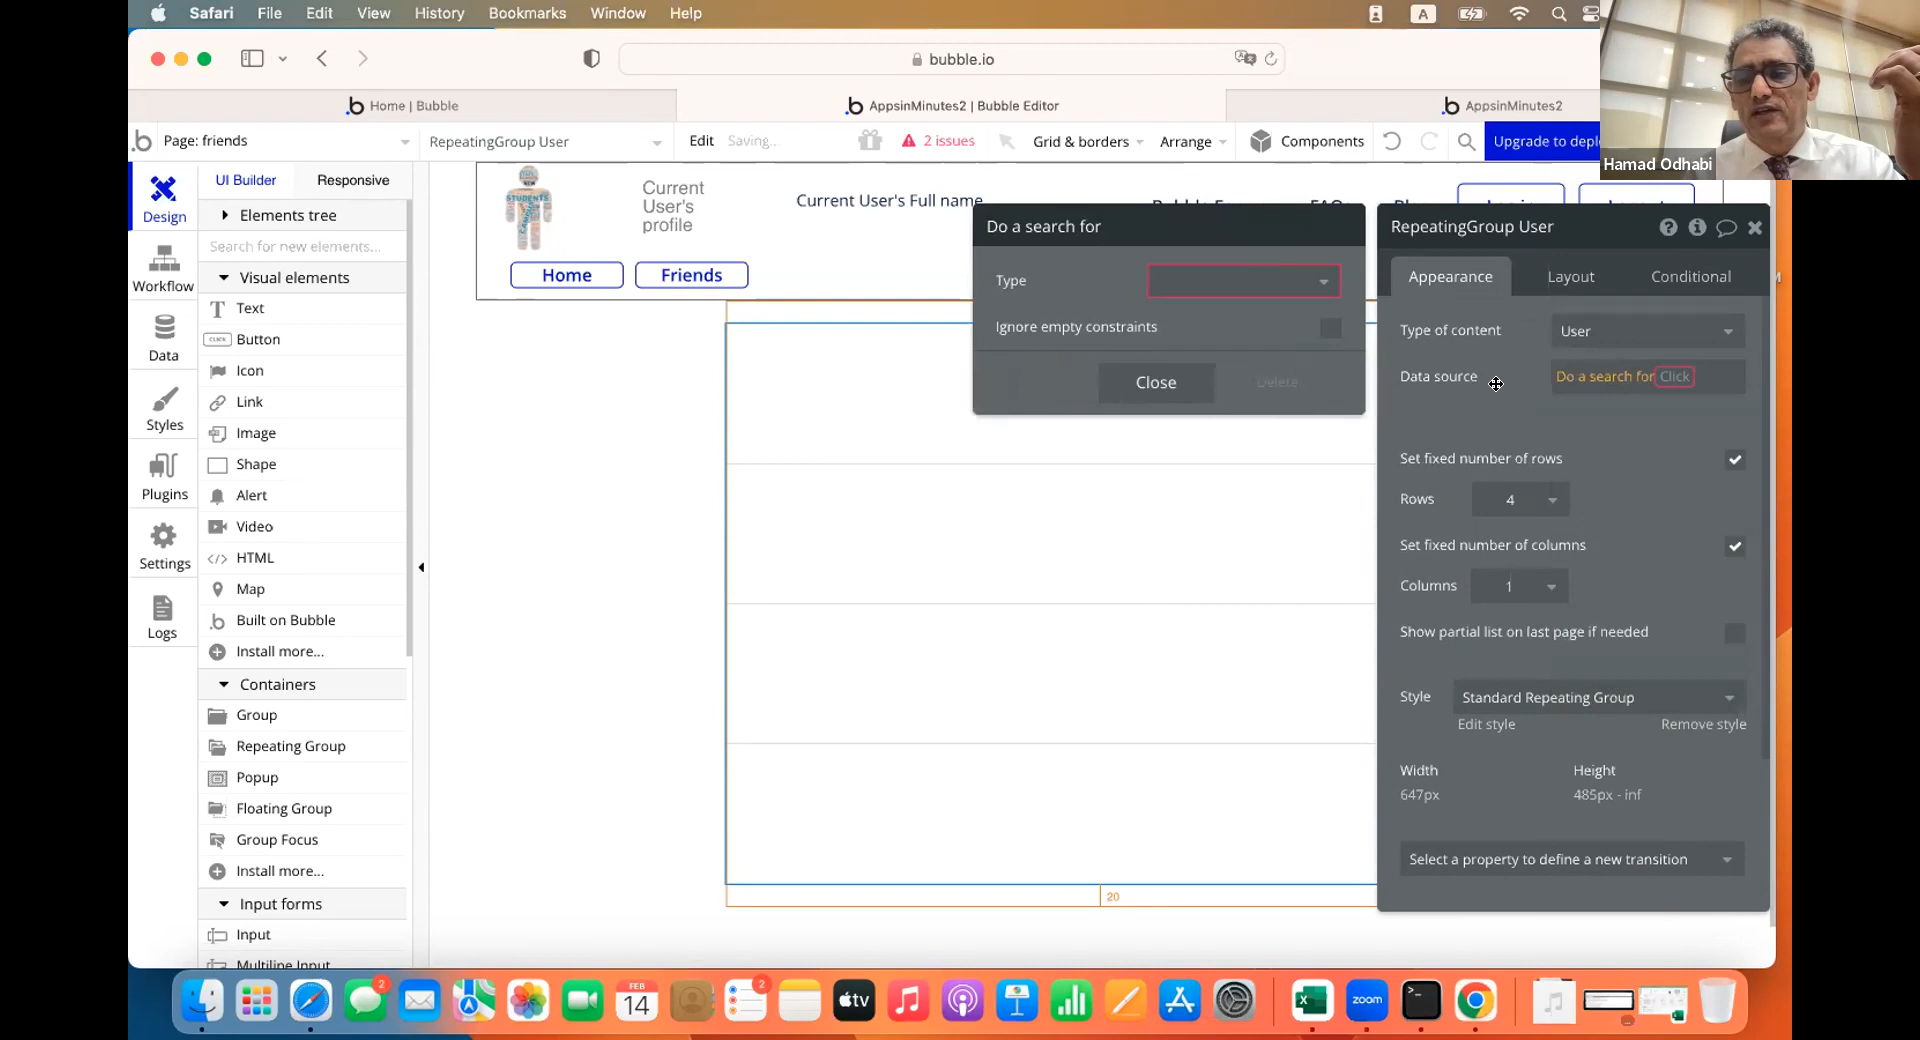 Safari File Edit View History Bookmarks Window Help
A
bubble.io
Home | Bubble
AppsinMinutes2 | Bubble Editor
AppsinMinutes2
Hamad Odhabi
Page: friends
RepeatingGroup User
Edit
Saving...
2 issues
Grid & borders
Arrange
Components
Upgrade to deplo
Design
Workflow
Data
Styles
Plugins
Settings
Logs
UI Builder
Responsive
Elements tree
Search for new elements...
Visual elements
Text
CLICK Button
Icon
Link
Image
Shape
Alert
Video
</> HTML
Map
Built on Bubble
Install more...
Containers
Group
Repeating Group
Popup
Floating Group
Group Focus
Install more...
Input forms
Input
Multiline Input
STUDENTS
Current
User's
profile
Current User's Full name
Home
Friends
20
Do a search for
Type
Ignore empty constraints
Close
Delete
RepeatingGroup User
Appearance
Layout
Conditional
Type of content
User
Data source
Do a search for Click
Set fixed number of rows
Rows
4
Set fixed number of columns
Columns
1
Show partial list on last page if needed
Style
Standard Repeating Group
Edit style
Remove style
Width
Height
647px
485px - inf
Select a property to define a new transition
2
FEB
14
2
tv
zoom